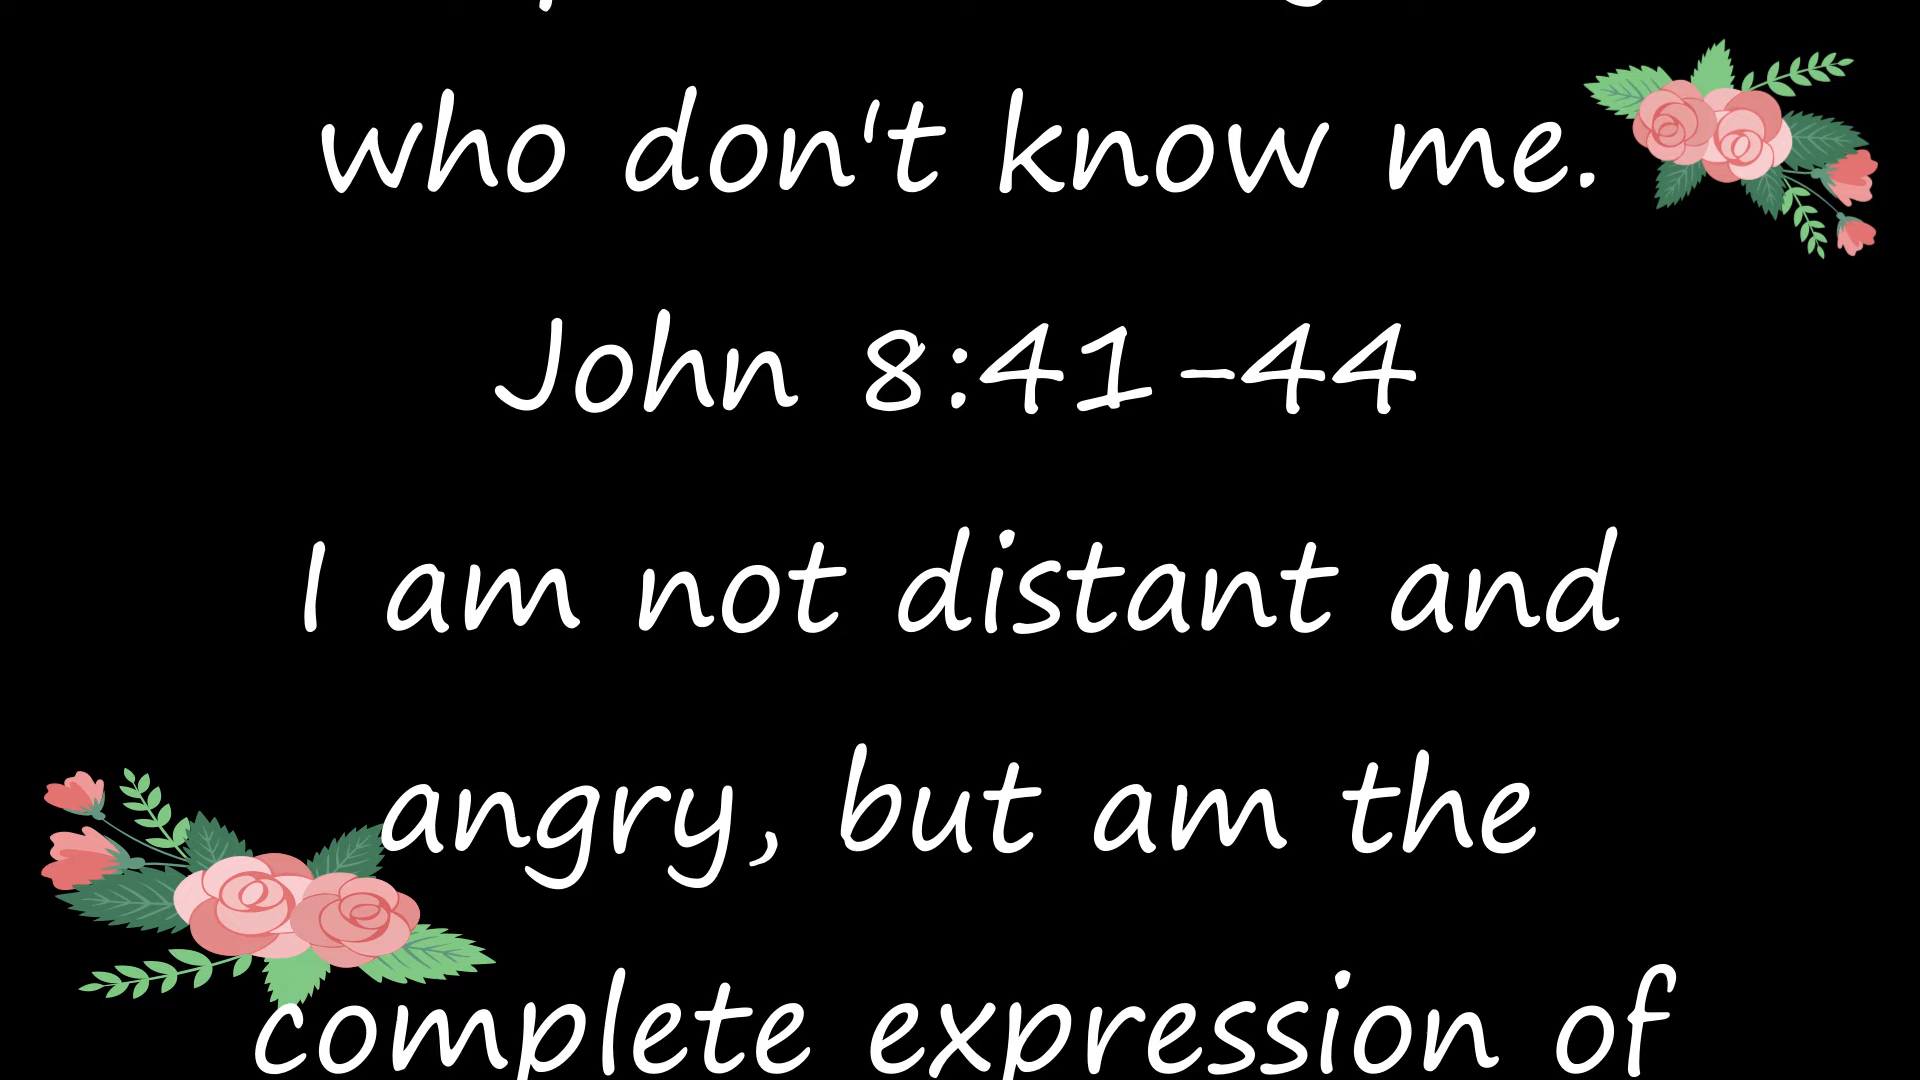 who don't know me.
John 8:41-44
I am not distant and
angry, but am the
complete expression of